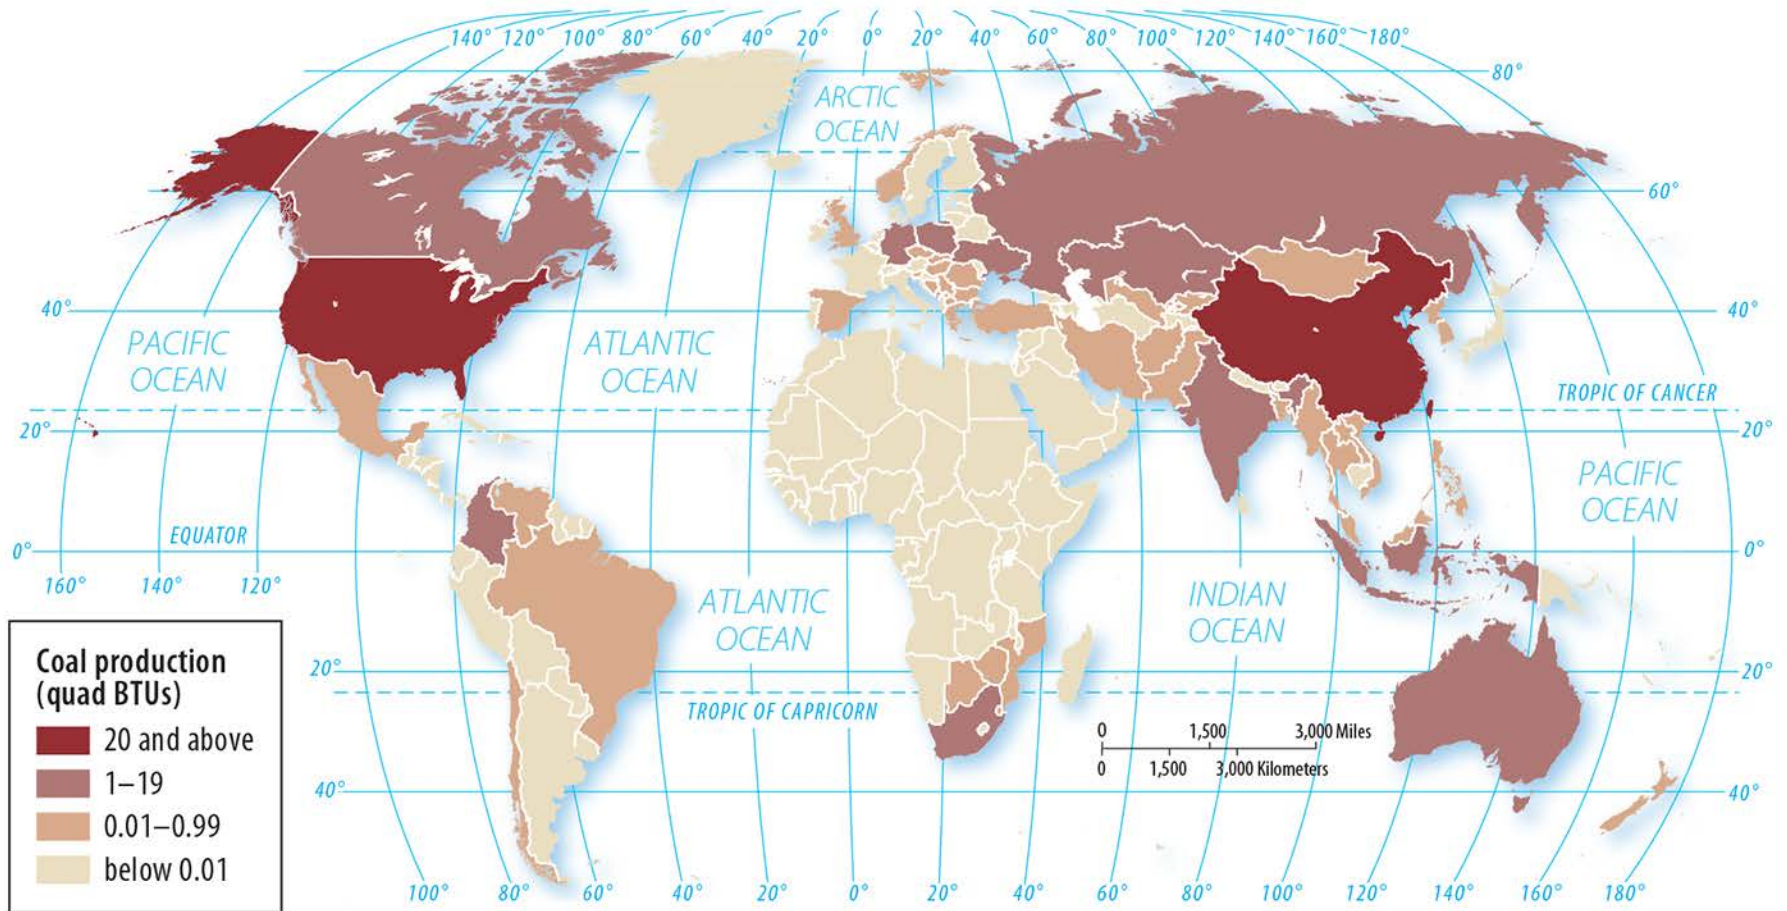 140° 120° 100° 80° 60° 40° 20° 0° 20° 40° 60° 80° 100° 120° 140° 160° 180°
80°
ARCTIC
OCEAN
60°
40°
40°
PACIFIC
OCEAN
ATLANTIC
OCEAN
TROPIC OF CANCER
20°
20°
PACIFIC
OCEAN
EQUATOR
0°
0°
160° 140° 120°
ATLANTIC
OCEAN
INDIAN
OCEAN
20°
20°
TROPIC OF CAPRICORN
0 1,500 3,000 Miles
0 1,500 3,000 Kilometers
40°
40°
Coal production
(quad BTUs)
20 and above
1–19
0.01–0.99
below 0.01
100° 80° 60° 40° 20° 0° 20° 40° 60° 80° 100° 120° 140° 160° 180°